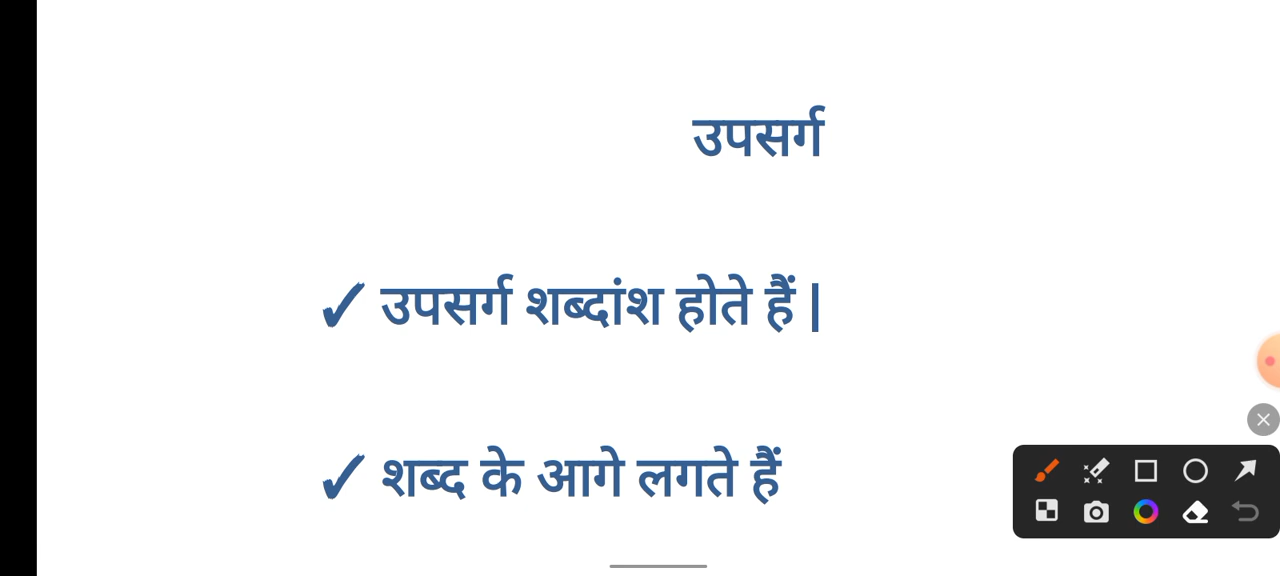 उपसर्ग
✓ उपसर्ग शब्दांश होते हैं |
✓ शब्द के आगे लगते हैं